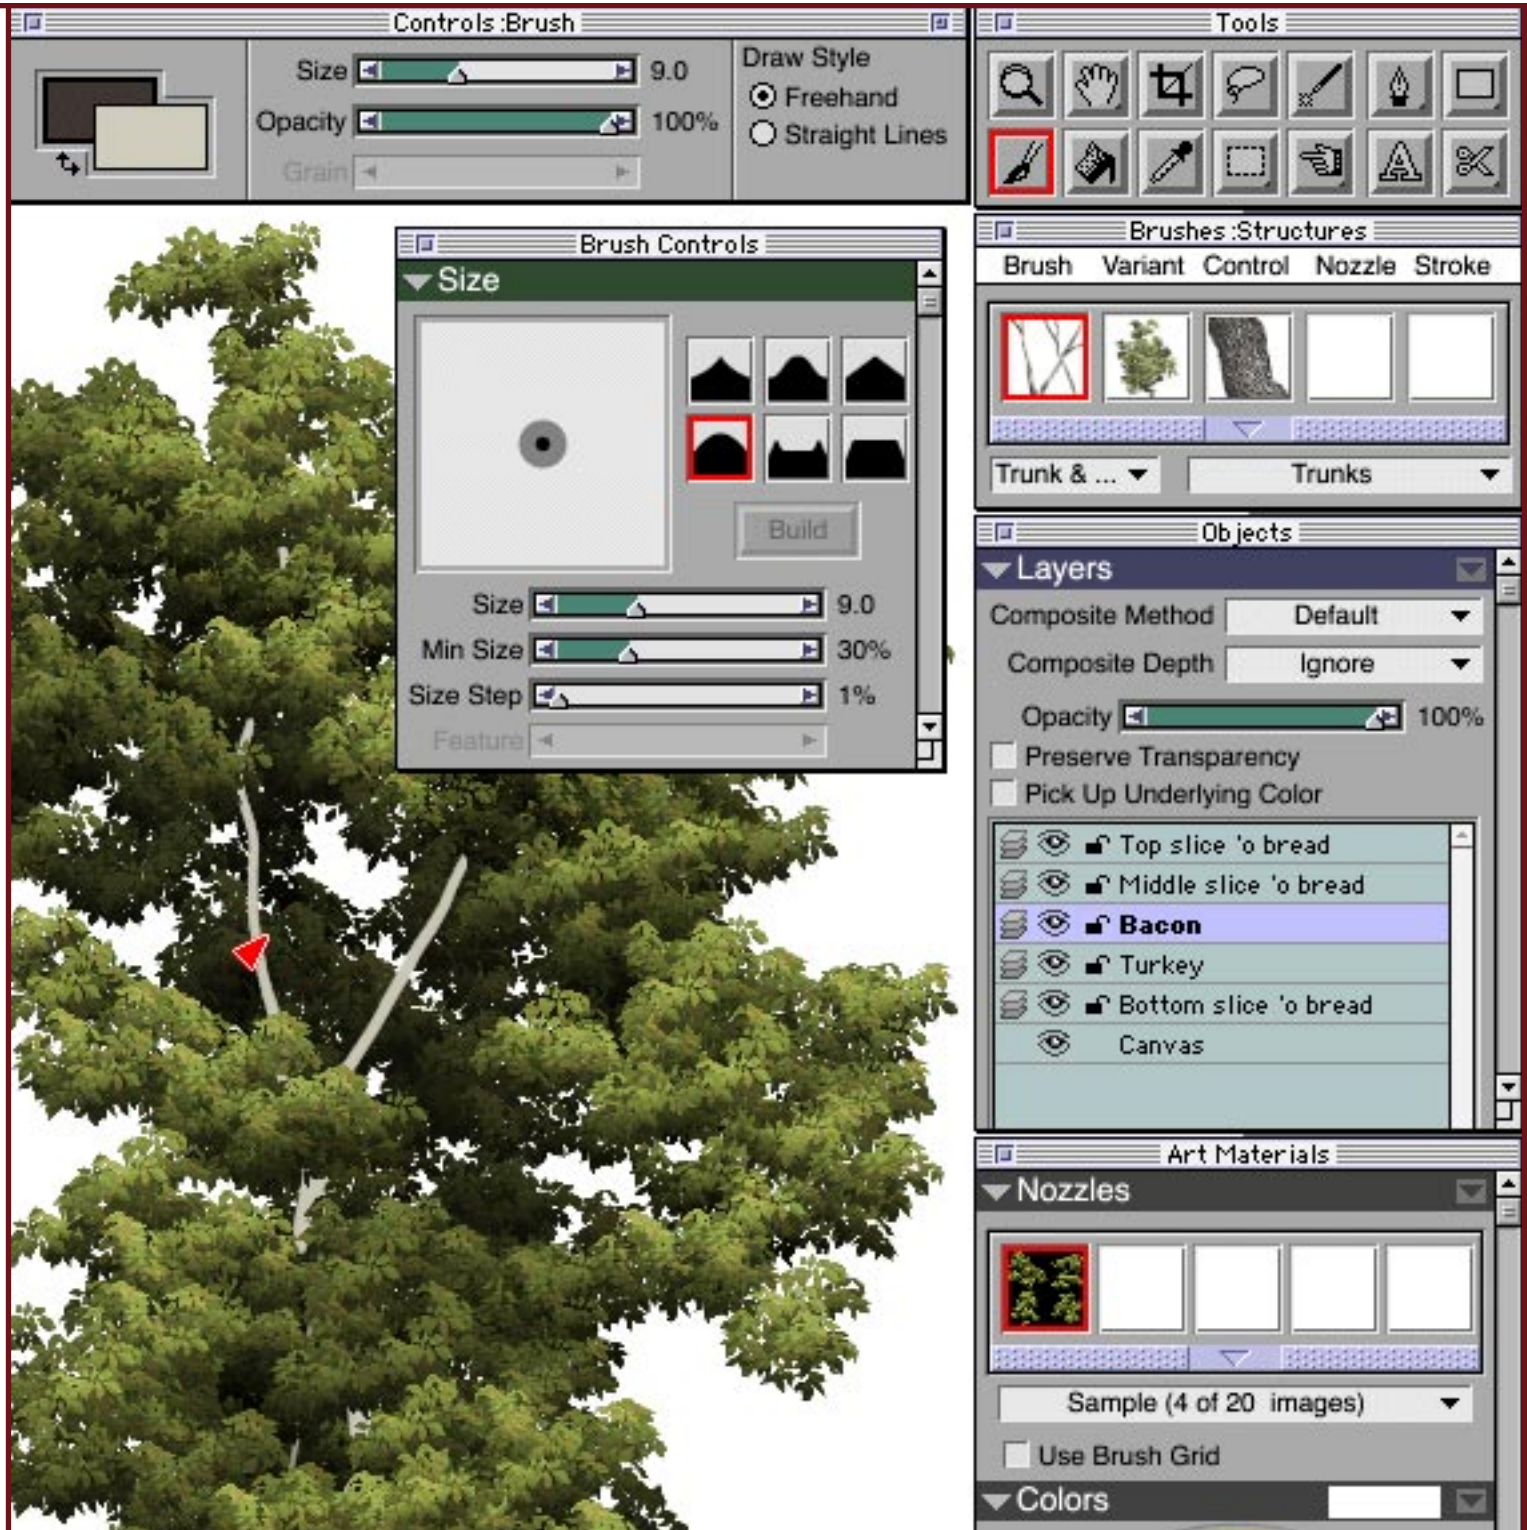 Controls :Brush
Size 9.0
Opacity 100%
Grain
Draw Style
Freehand
Straight Lines
Tools
Brush Controls
Size
Build
Size 9.0
Min Size 30%
Size Step 1%
Feature
Brushes :Structures
Brush Variant Control Nozzle Stroke
Trunk & ... Trunks
Objects
Layers
Composite Method Default
Composite Depth Ignore
Opacity 100%
Preserve Transparency
Pick Up Underlying Color
Top slice 'o bread
Middle slice 'o bread
Bacon
Turkey
Bottom slice 'o bread
Canvas
Art Materials
Nozzles
Sample (4 of 20 images)
Use Brush Grid
Colors